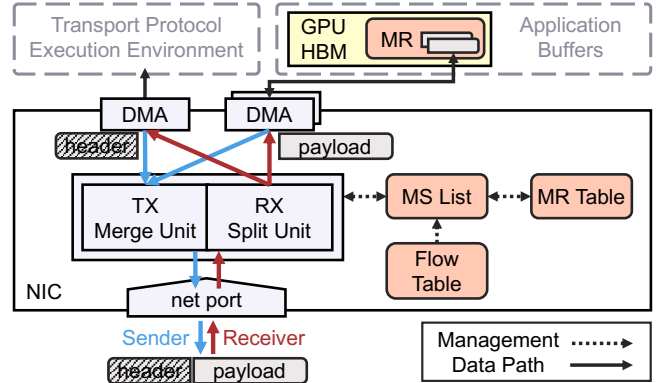 Transport Protocol
Execution Environment
GPU
HBM
MR
Application
Buffers
DMA
DMA
header
payload
TX
Merge Unit
RX
Split Unit
MS List
MR Table
Flow
Table
NIC
net port
Sender
Receiver
header
payload
Management
Data Path